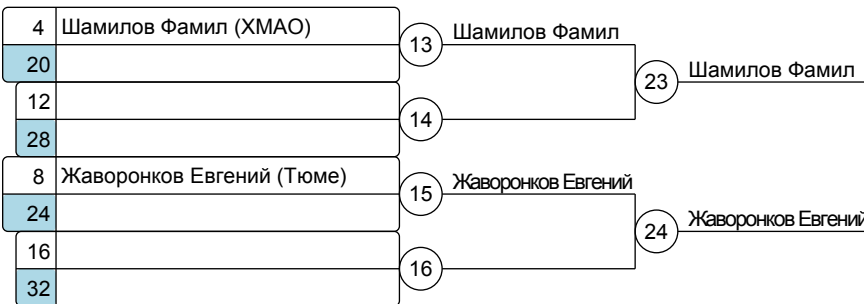 4 Шамилов Фамил (ХМАО)
13 Шамилов Фамил
20
23 Шамилов Фамил
12
14
28
8 Жаворонков Евгений (Тюме)
15 Жаворонков Евгений
24
24 Жаворонков Евгений
16
16
32